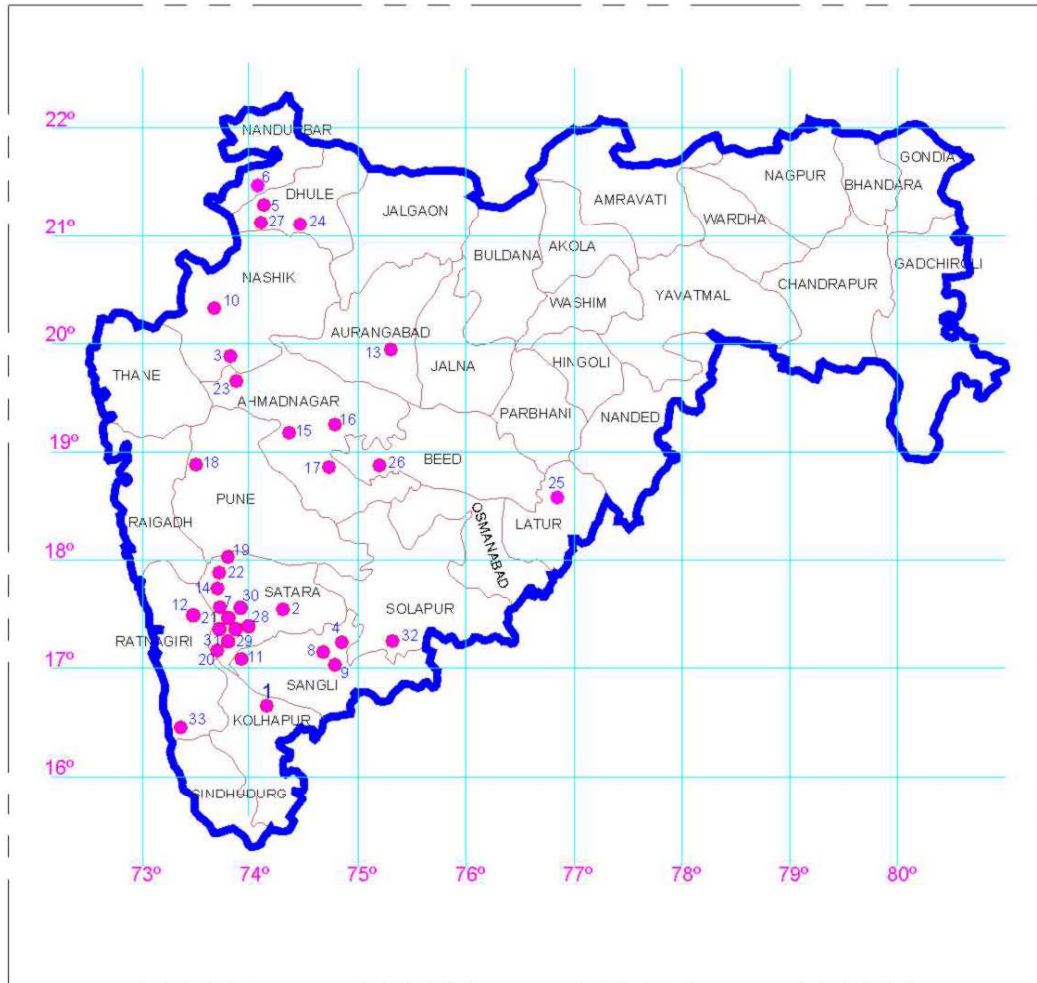 22º
NANDURBAR
GONDIA
6
DHULE
NAGPUR
BHANDARA
5
JALGAON
AMRAVATI
27
24
WARDHA
21º
AKOLA
BULDANA
GADCHIROLI
NASHIK
CHANDRAPUR
YAVATMAL
WASHIM
10
AURANGABAD
20º
13
3
HINGOLI
JALNA
THANE
23
AHMADNAGAR
PARBHANI
NANDED
16
15
19º
18
17
26
BEED
25
PUNE
RAIGADH
OSMANABAD
LATUR
18º
19
22
14
SATARA
7
30
12
21
2
SOLAPUR
28
4
RATNAGIRI
31
29
32
8
20
11
9
17º
SANGLI
1
33
KOLHAPUR
16º
SINDHUDURG
73º 74º 75º 76º 77º 78º 79º 80º